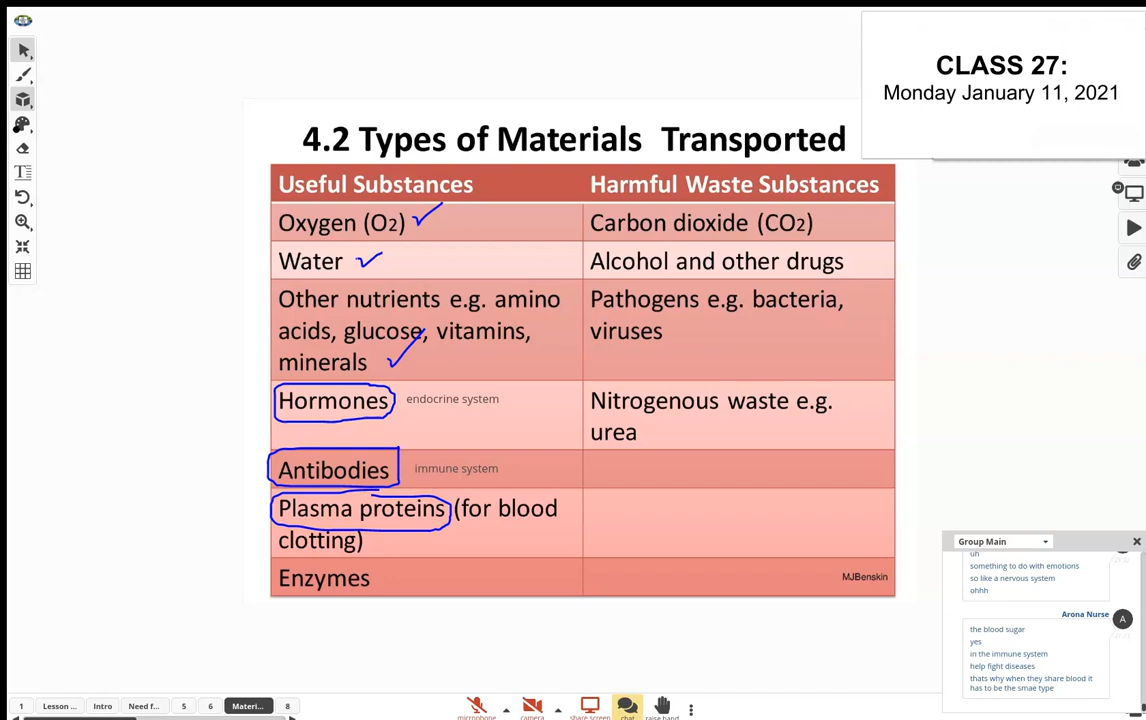 CLASS 27:
Monday January 11, 2021
4.2 Types of Materials Transported
Useful Substances
Harmful Waste Substances
Oxygen (O2)
Carbon dioxide (CO2)
Water
Alcohol and other drugs
Other nutrients e.g. amino
acids, glucose, vitamins,
minerals
Pathogens e.g. bacteria,
viruses
Hormones
endocrine system
Nitrogenous waste e.g.
urea
Antibodies
immune system
Plasma proteins (for blood
clotting)
Enzymes
MJBenskin
Group Main
uh
something to do with emotions
so like a nervous system
ohhh
Arona Nurse
A
the blood sugar
yes
in the immune system
help fight diseases
thats why when they share blood it
has to be the smae type
1
Lesson ...
Intro
Need f...
5
6
Materi...
8
microphone
camera
share screen
chat
raise hand